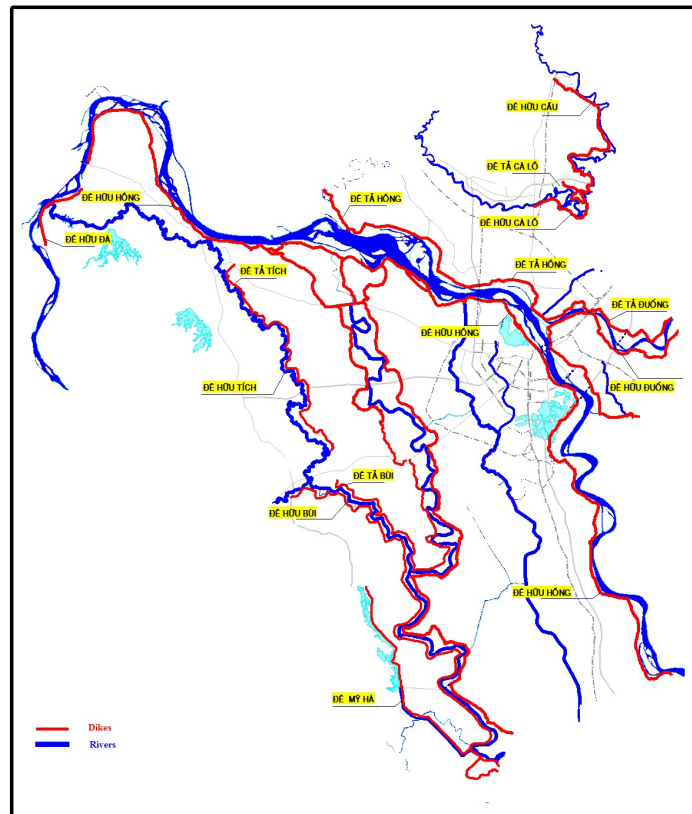 ĐÊ HỮU CẦU
ĐÊ TẢ CÀ LỒ
ĐÊ HỮU HỒNG
ĐÊ TẢ HỒNG
ĐÊ HỮU CÀ LỒ
ĐÊ HỮU ĐÀ
ĐÊ TẢ HỒNG
ĐÊ TẢ TÍCH
ĐÊ TẢ ĐUỐNG
ĐÊ HỮU HỒNG
ĐÊ HỮU ĐUỐNG
ĐÊ HỮU TÍCH
ĐÊ TẢ BÙI
ĐÊ HỮU BÙI
ĐÊ HỮU HỒNG
ĐÊ MỸ HÀ
Dikes
Rivers